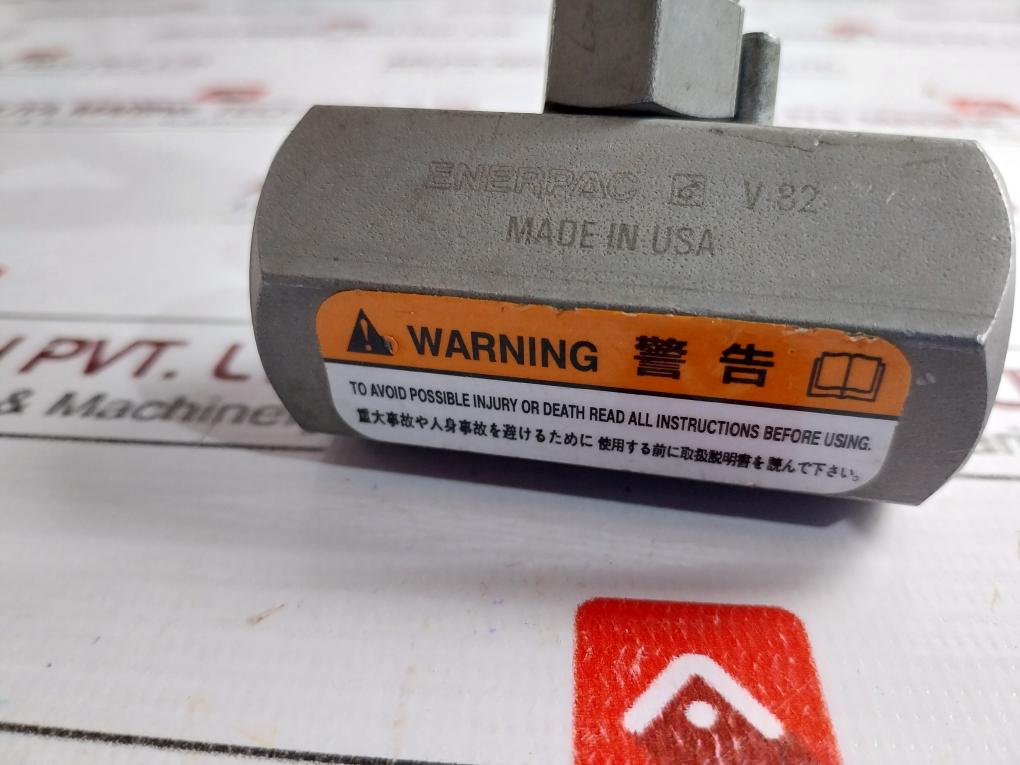 ENERPAC V 82
MADE IN USA
WARNING 警告
TO AVOID POSSIBLE INJURY OR DEATH READ ALL INSTRUCTIONS BEFORE USING.
重大事故や人身事故を避けるために 使用する前に取扱説明書を読んで下さい。
PVT. L
& Machine